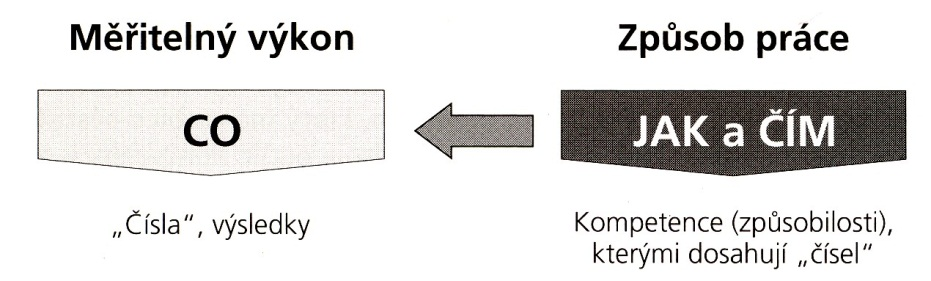 Měřitelný výkon
Způsob práce
CO
JAK a ČÍM
„Čísla“, výsledky
Kompetence (způsobilosti),
kterými dosahují „čísel“